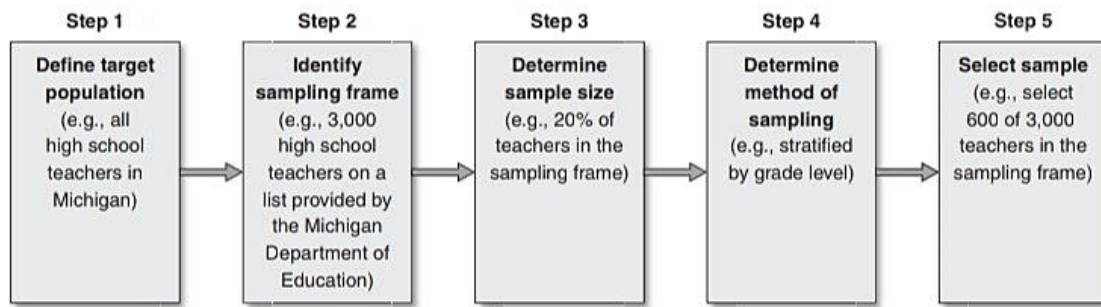 Step 1
Define target
population
(e.g., all
high school
teachers in
Michigan)
Step 2
Identify
sampling frame
(e.g., 3,000
high school
teachers on a
list provided by
the Michigan
Department of
Education)
Step 3
Determine
sample size
(e.g., 20% of
teachers in the
sampling frame)
Step 4
Determine
method of
sampling
(e.g., stratified
by grade level)
Step 5
Select sample
(e.g., select
600 of 3,000
teachers in the
sampling frame)